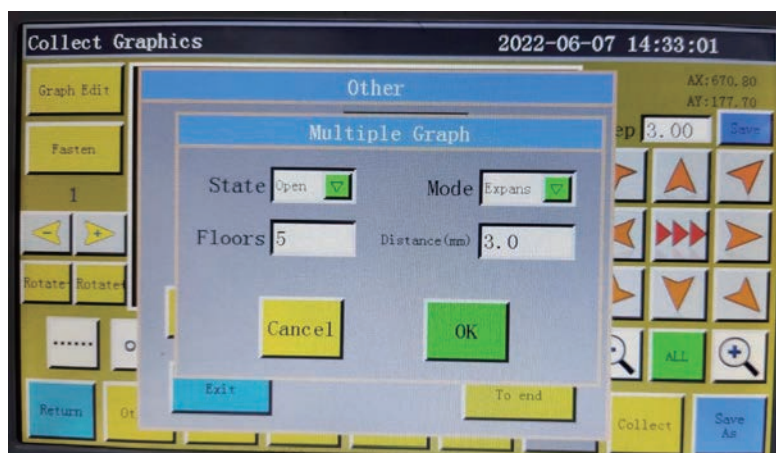 Collect Graphics 2022-06-07 14:33:01
Graph Edit
Other
AX:670.80
AY:177.70
Multiple Graph
3.00 Save
Fasten
State Open Mode Expans
1
Floors 5 Distance(mm) 3.0
- +
Rotate- Rotate+
Cancel OK
ALL
Exit To end
Return Collect Save As